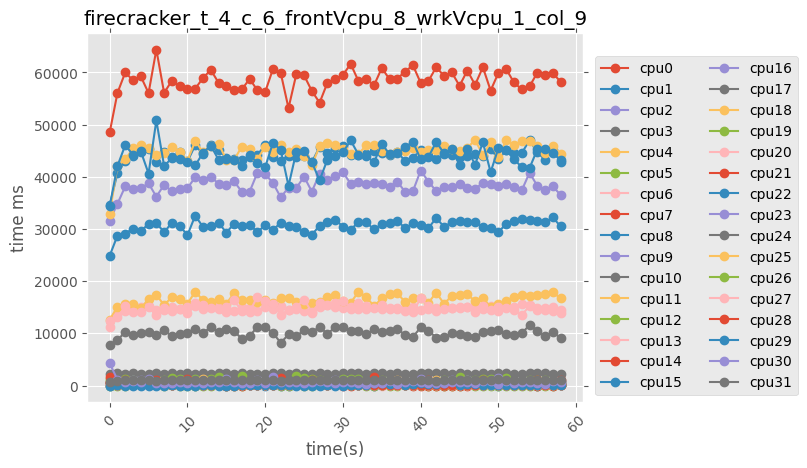 firecracker_t_4_c_6_frontVcpu_8_wrkVcpu_1_col_9
time ms
60000
50000
40000
30000
20000
10000
0
0
10
20
30
40
50
60
time(s)
cpu0
cpu1
cpu2
cpu3
cpu4
cpu5
cpu6
cpu7
cpu8
cpu9
cpu10
cpu11
cpu12
cpu13
cpu14
cpu15
cpu16
cpu17
cpu18
cpu19
cpu20
cpu21
cpu22
cpu23
cpu24
cpu25
cpu26
cpu27
cpu28
cpu29
cpu30
cpu31